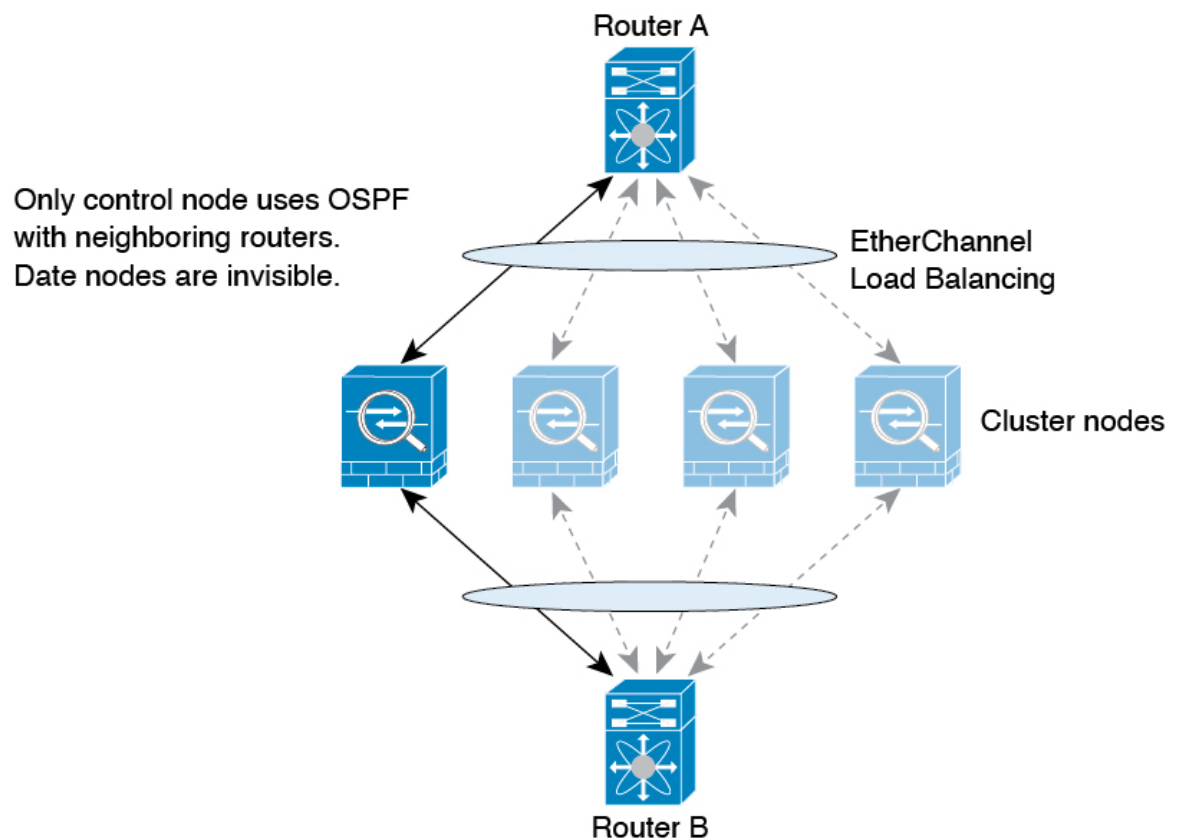 Router A
Only control node uses OSPF
with neighboring routers.
Date nodes are invisible.
EtherChannel
Load Balancing
Cluster nodes
Router B